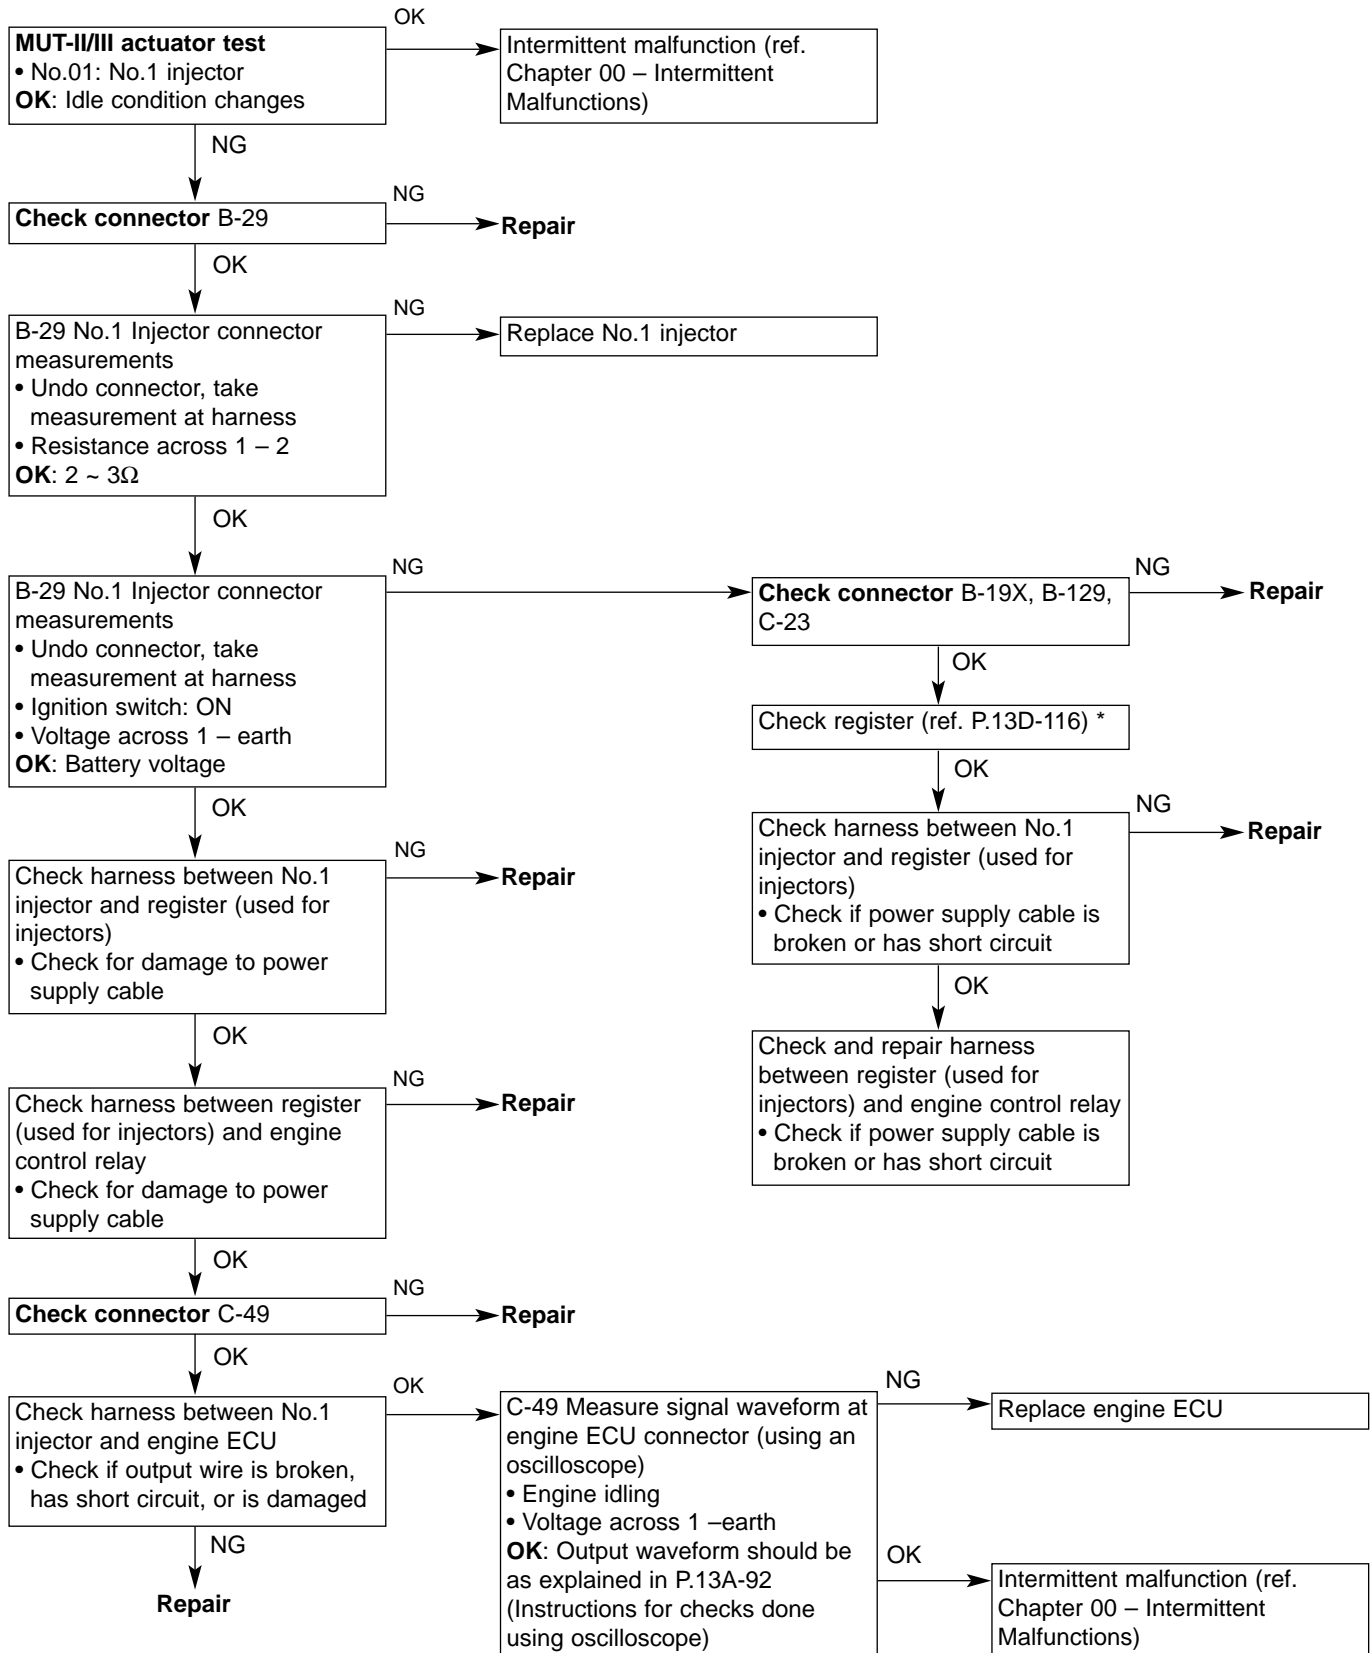 OK
MUT-II/III actuator test
• No.01: No.1 injector
OK: Idle condition changes
Intermittent malfunction (ref.
Chapter 00 – Intermittent
Malfunctions)
NG
Check connector B-29
NG
Repair
OK
B-29 No.1 Injector connector
measurements
• Undo connector, take
measurement at harness
• Resistance across 1 – 2
OK: 2 ~ 3Ω
NG
Replace No.1 injector
OK
B-29 No.1 Injector connector
measurements
• Undo connector, take
measurement at harness
• Ignition switch: ON
• Voltage across 1 – earth
OK: Battery voltage
NG
Check connector B-19X, B-129,
C-23
NG
Repair
OK
Check register (ref. P.13D-116) *
OK
Check harness between No.1
injector and register (used for
injectors)
• Check if power supply cable is
broken or has short circuit
NG
Repair
OK
Check and repair harness
between register (used for
injectors) and engine control relay
• Check if power supply cable is
broken or has short circuit
OK
Check harness between No.1
injector and register (used for
injectors)
• Check for damage to power
supply cable
NG
Repair
OK
Check harness between register
(used for injectors) and engine
control relay
• Check for damage to power
supply cable
NG
Repair
OK
Check connector C-49
NG
Repair
OK
Check harness between No.1
injector and engine ECU
• Check if output wire is broken,
has short circuit, or is damaged
NG
Repair
OK
C-49 Measure signal waveform at
engine ECU connector (using an
oscilloscope)
• Engine idling
• Voltage across 1 –earth
OK: Output waveform should be
as explained in P.13A-92
(Instructions for checks done
using oscilloscope)
NG
Replace engine ECU
OK
Intermittent malfunction (ref.
Chapter 00 – Intermittent
Malfunctions)